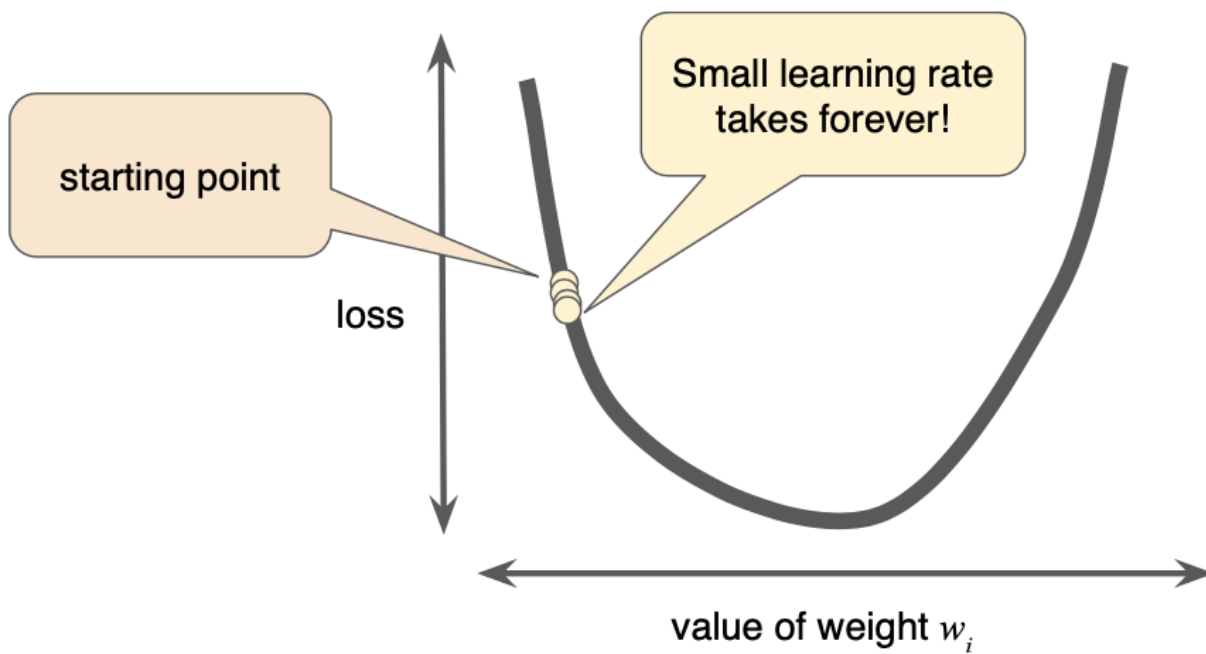 Small learning rate
takes forever!
starting point
loss
value of weight wᵢ